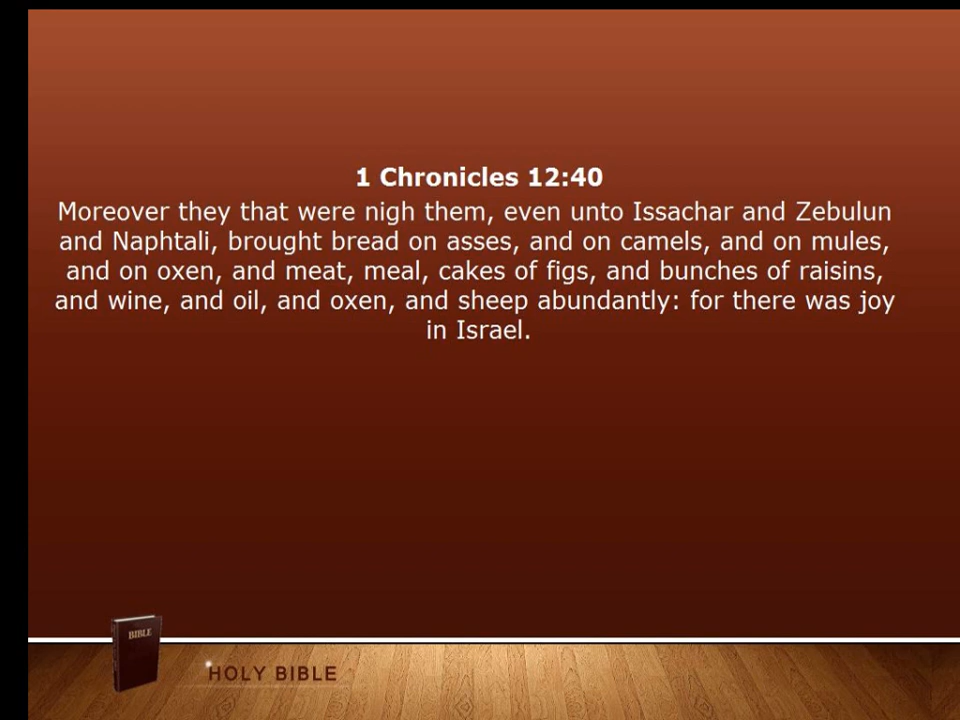 1 Chronicles 12:40
Moreover they that were nigh them, even unto Issachar and Zebulun
and Naphtali, brought bread on asses, and on camels, and on mules,
and on oxen, and meat, meal, cakes of figs, and bunches of raisins,
and wine, and oil, and oxen, and sheep abundantly: for there was joy
in Israel.
BIBLE
HOLY BIBLE